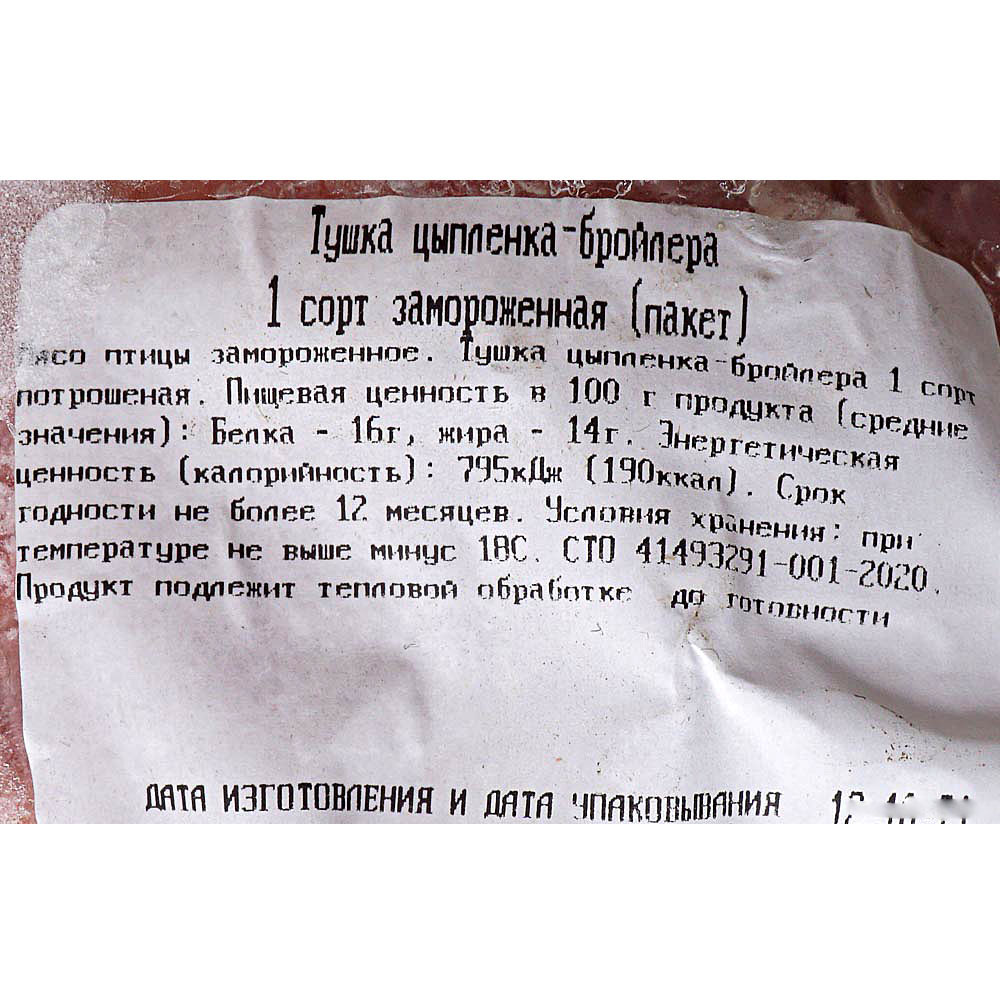 Тушка цыпленка-бройлера
1 сорт замороженная (пакет)
Мясо птицы замороженное. Тушка цыпленка-бройлера 1 сорт
потрошеная. Пищевая ценность в 100 г продукта (средние
значения): Белка - 16г, жира - 14г. Энергетическая
ценность (калорийность): 795кДж (190ккал). Срок
годности не более 12 месяцев. Условия хранения: при
температуре не выше минус 18С. СТО 41493291-001-2020.
Продукт подлежит тепловой обработке до готовности
ДАТА ИЗГОТОВЛЕНИЯ И ДАТА УПАКОВЫВАНИЯ